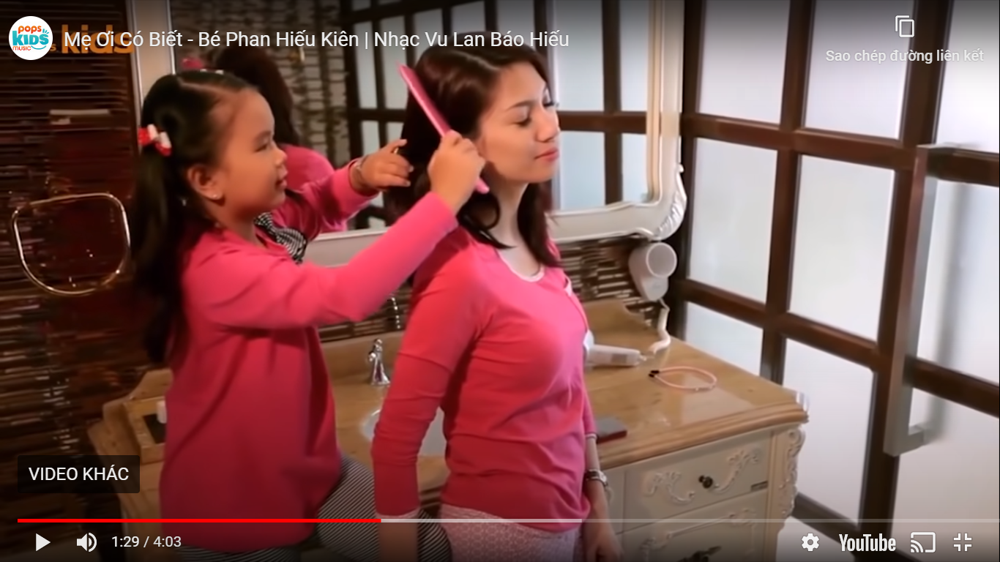 pops
KIDS
MUSIC
Mẹ Ơi Có Biết - Bé Phan Hiếu Kiên | Nhạc Vu Lan Báo Hiếu
kids
Sao chép đường liên kết
VIDEO KHÁC
1:29 / 4:03
YouTube